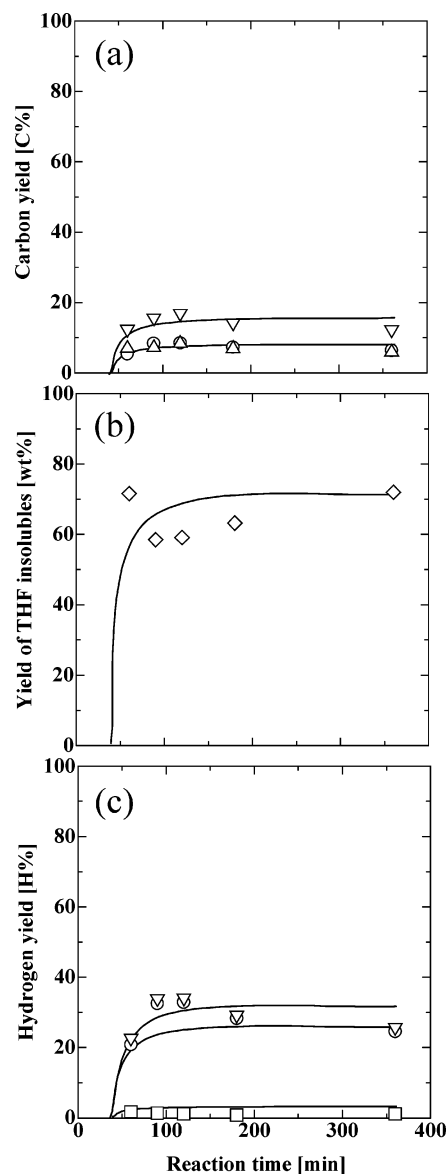 100
(a)
80
60
40
20
0
Carbon yield [C%]
100
(b)
80
60
40
20
0
Yield of THF insolubles [wt%]
100
(c)
80
60
40
20
0
Hydrogen yield [H%]
0 100 200 300 400
Reaction time [min]